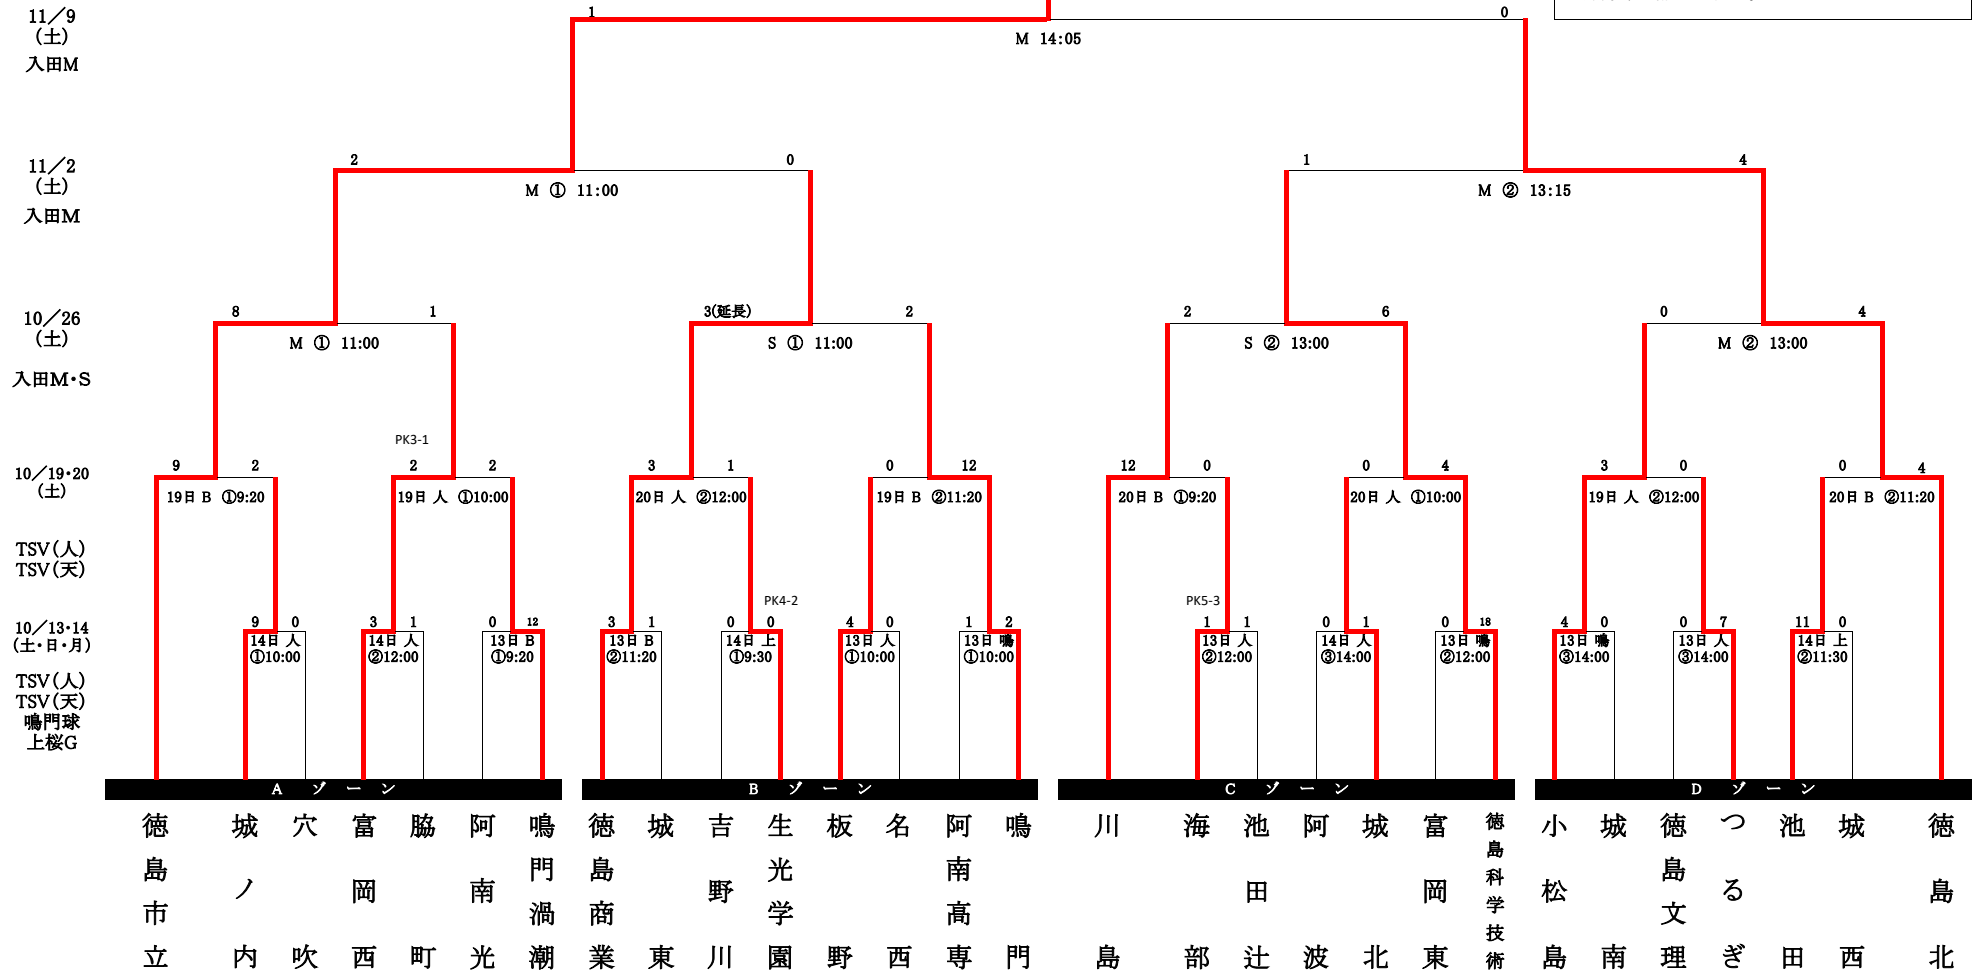 11／9
（土）
入田M
1
0
M 14:05
11／2
（土）
入田M
2
0
1
4
M ① 11:00
M ② 13:15
10／26
（土）
入田M・S
8
1
3(延長)
2
2
6
0
4
M ① 11:00
S ① 11:00
S ② 13:00
M ② 13:00
PK3-1
10／19・20
（土）
TSV（人）
TSV（天）
9
2
2
2
3
1
0
12
12
0
0
4
3
0
0
4
19日 B ①9:20
19日 人 ①10:00
20日 人 ②12:00
19日 B ②11:20
20日 B ①9:20
20日 人 ①10:00
19日 人 ②12:00
20日 B ②11:20
PK4-2
PK5-3
10／13・14
（土・日・月）
TSV（人）
TSV（天）
鳴門球
上桜G
9
0
3
1
0
12
3
1
0
0
4
0
1
2
1
1
0
1
0
18
4
0
0
7
11
0
14日 人
①10:00
14日 人
②12:00
13日 B
①9:20
13日 B
②11:20
14日 上
①9:30
13日 人
①10:00
13日 鳴
①10:00
13日 人
②12:00
14日 人
③14:00
13日 鳴
②12:00
13日 鳴
③14:00
13日 人
③14:00
14日 上
②11:30
A ゾーン
B ゾーン
C ゾーン
D ゾーン
徳島市立
城ノ内
穴吹
富岡西
脇町
阿南光
鳴門渦潮
徳島商業
城東
吉野川
生光学園
板野
名西
阿南高専
鳴門
川島
海部
池田辻
阿波
城北
富岡東
徳島科学技術
小松島
城南
徳島文理
つるぎ
池田
城西
徳島北